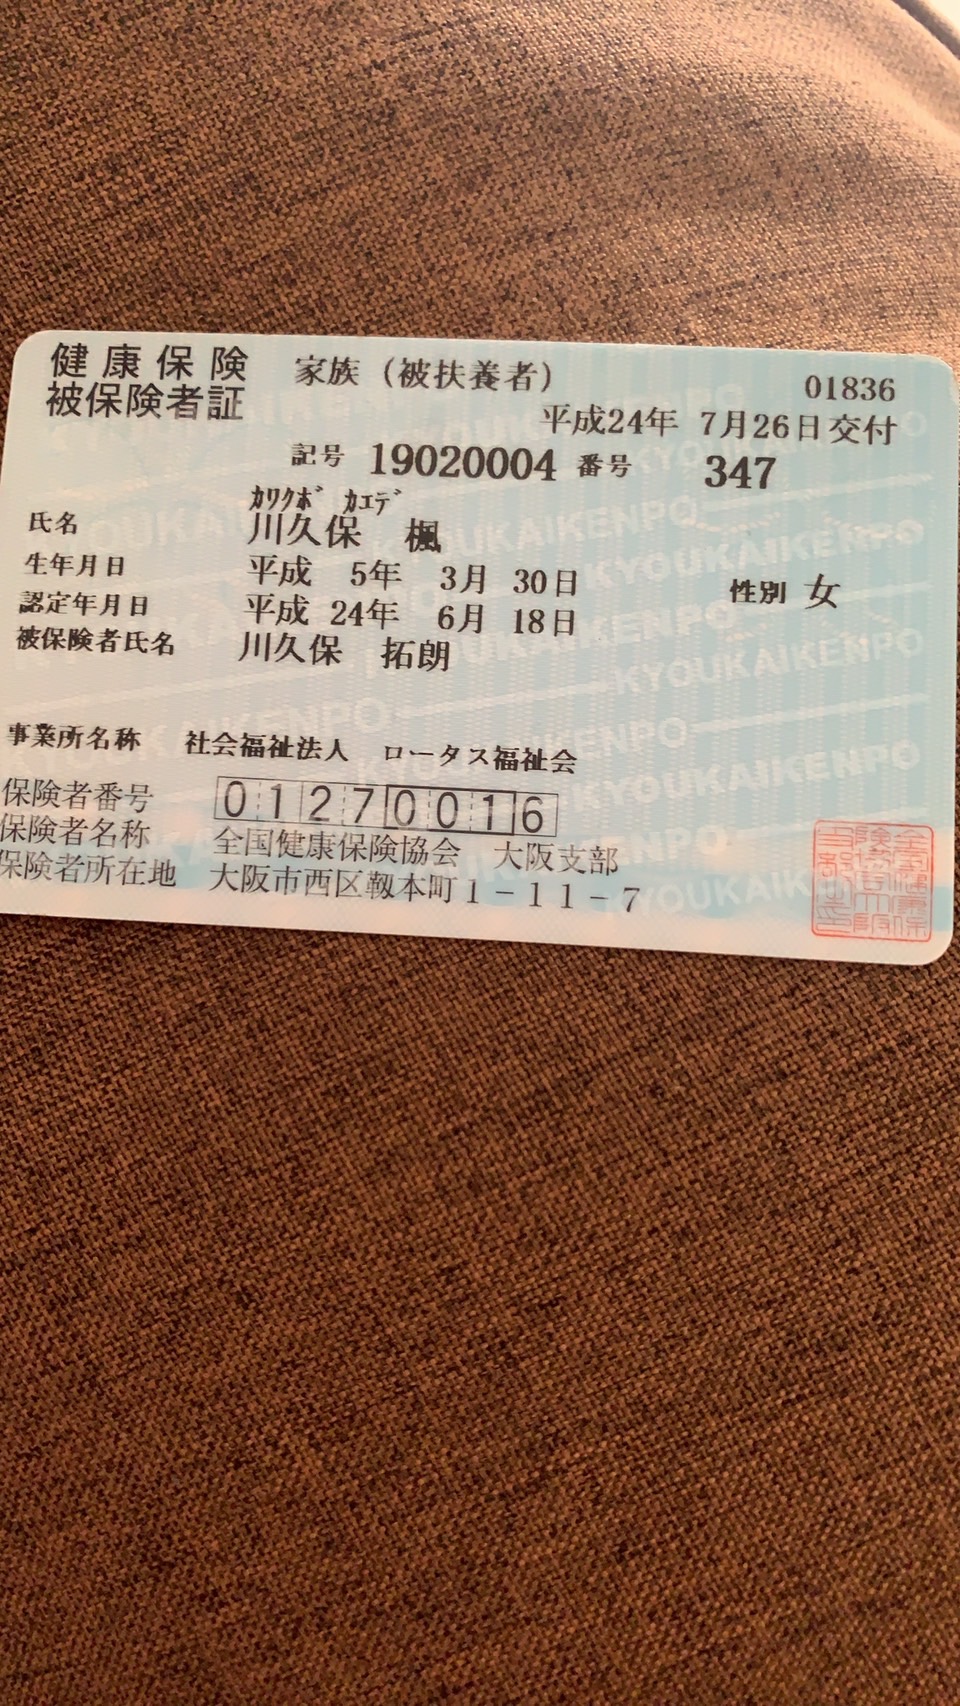 健康保険 家族（被扶養者） 01836
被保険者証 平成24年 7月26日交付
記号 19020004 番号 347
カワクボ カエデ
氏名 川久保 楓
生年月日 平成 5年 3月 30日 性別 女
認定年月日 平成 24年 6月 18日
被保険者氏名 川久保 拓朗
事業所名称 社会福祉法人 ロータス福祉会
保険者番号 01270016
保険者名称 全国健康保険協会 大阪支部
保険者所在地 大阪市西区靱本町1－11－7
KYOUKAIKENPO